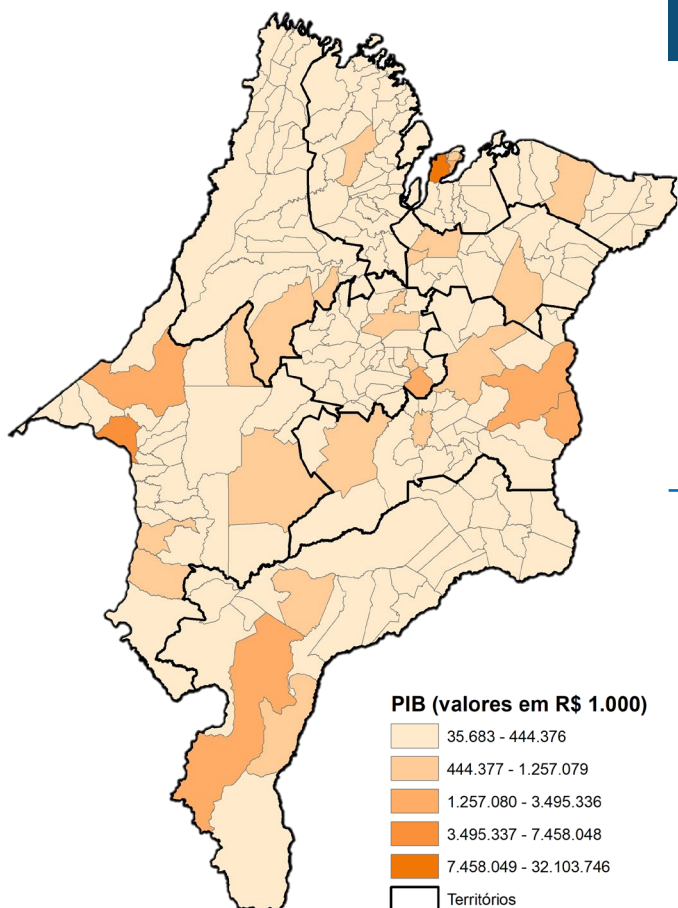 PIB (valores em R$ 1.000)
35.683 - 444.376
444.377 - 1.257.079
1.257.080 - 3.495.336
3.495.337 - 7.458.048
7.458.049 - 32.103.746
Territórios